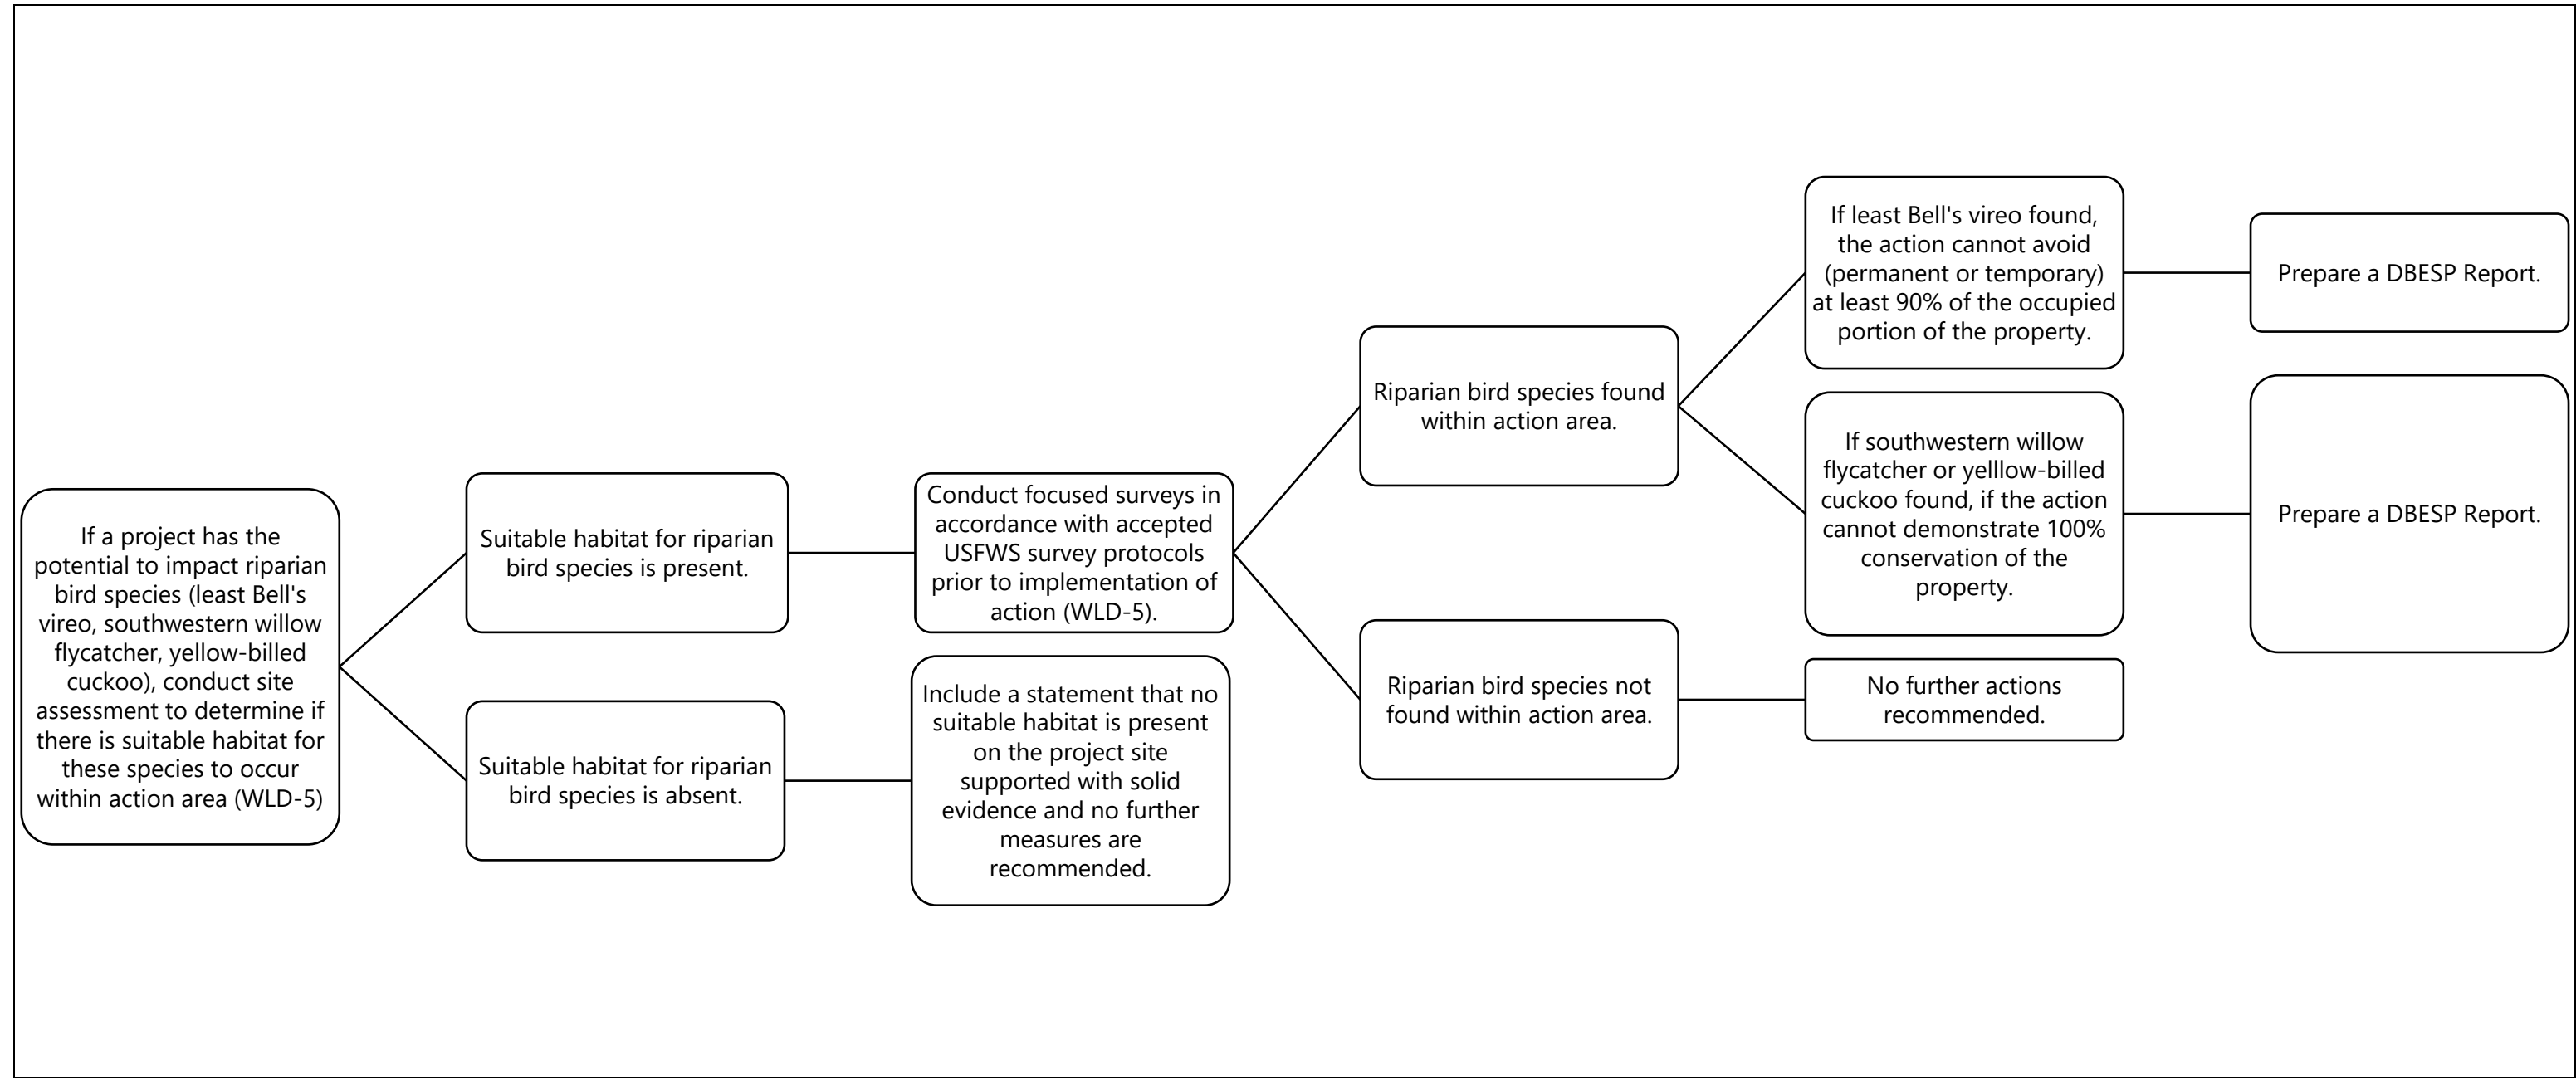 If a project has the
potential to impact riparian
bird species (least Bell's
vireo, southwestern willow
flycatcher, yellow-billed
cuckoo), conduct site
assessment to determine if
there is suitable habitat for
these species to occur
within action area (WLD-5)
Suitable habitat for riparian
bird species is present.
Suitable habitat for riparian
bird species is absent.
Conduct focused surveys in
accordance with accepted
USFWS survey protocols
prior to implementation of
action (WLD-5).
Include a statement that no
suitable habitat is present
on the project site
supported with solid
evidence and no further
measures are
recommended.
Riparian bird species found
within action area.
Riparian bird species not
found within action area.
If least Bell's vireo found,
the action cannot avoid
(permanent or temporary)
at least 90% of the occupied
portion of the property.
If southwestern willow
flycatcher or yelllow-billed
cuckoo found, if the action
cannot demonstrate 100%
conservation of the
property.
No further actions
recommended.
Prepare a DBESP Report.
Prepare a DBESP Report.